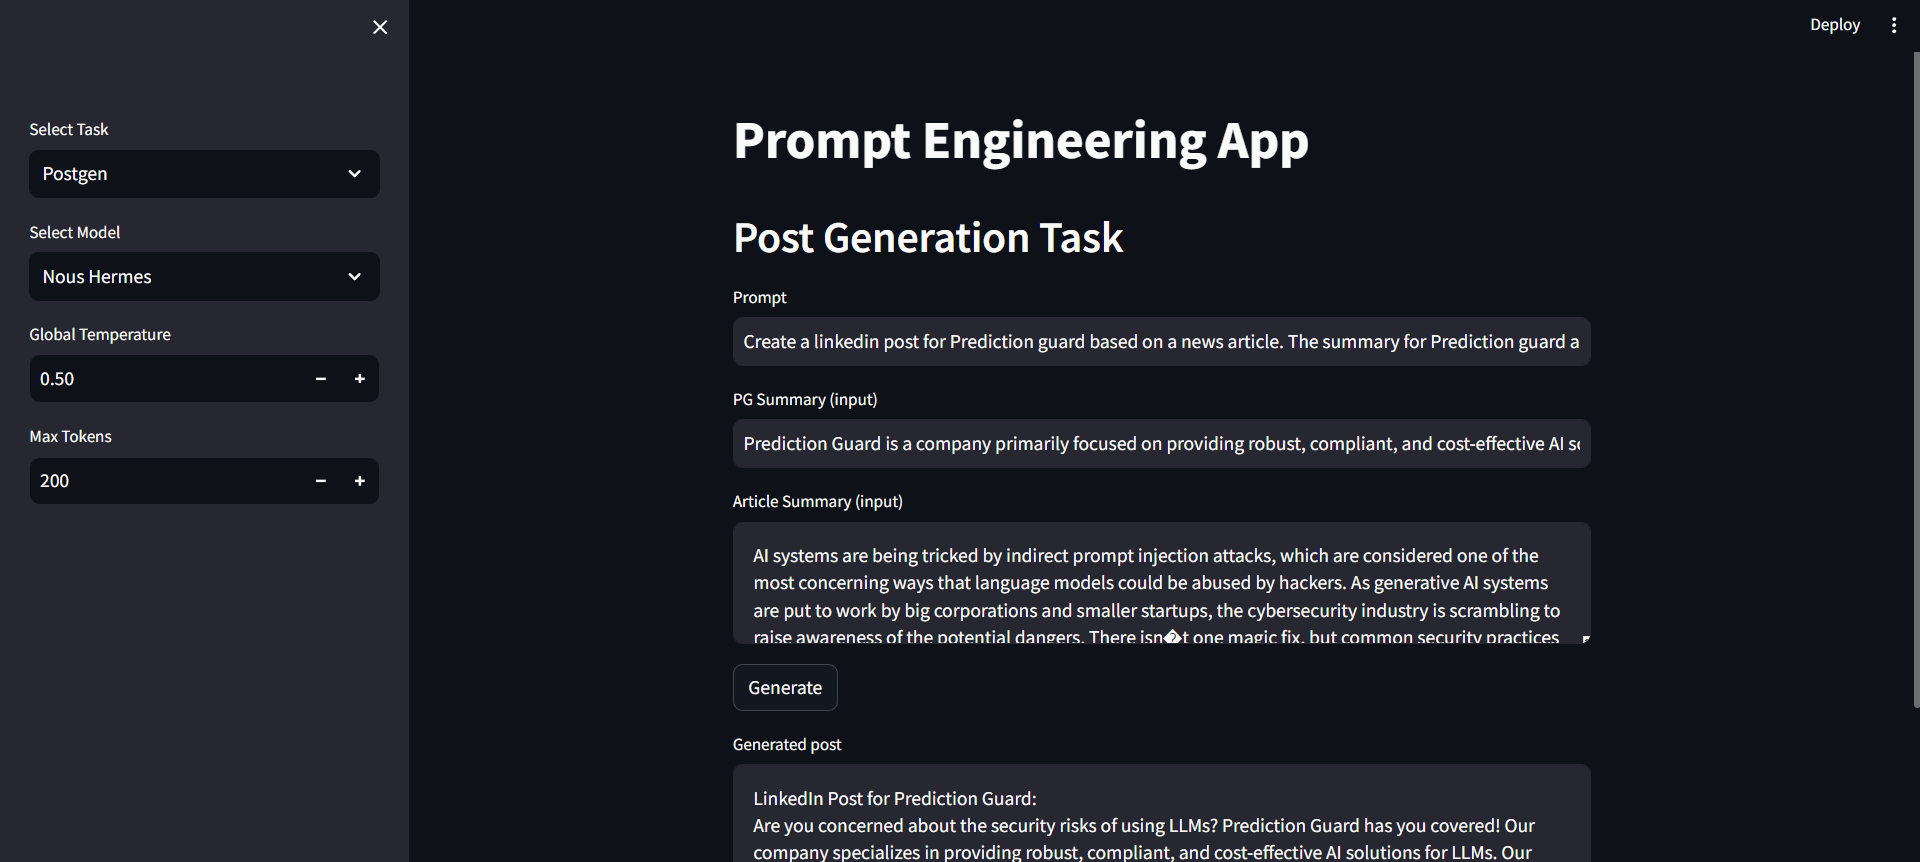 Deploy
Select Task
Postgen
Select Model
Nous Hermes
Global Temperature
0.50
Max Tokens
200
Prompt Engineering App
Post Generation Task
Prompt
Create a linkedin post for Prediction guard based on a news article. The summary for Prediction guard a
PG Summary (input)
Prediction Guard is a company primarily focused on providing robust, compliant, and cost-effective AI
Article Summary (input)
AI systems are being tricked by indirect prompt injection attacks, which are considered one of the
most concerning ways that language models could be abused by hackers. As generative AI systems
are put to work by big corporations and smaller startups, the cybersecurity industry is scrambling to
raise awareness of the potential dangers. There isn�t one magic fix, but common security practices
Generate
Generated post
LinkedIn Post for Prediction Guard:
Are you concerned about the security risks of using LLMs? Prediction Guard has you covered! Our
company specializes in providing robust, compliant, and cost-effective AI solutions for LLMs. Our